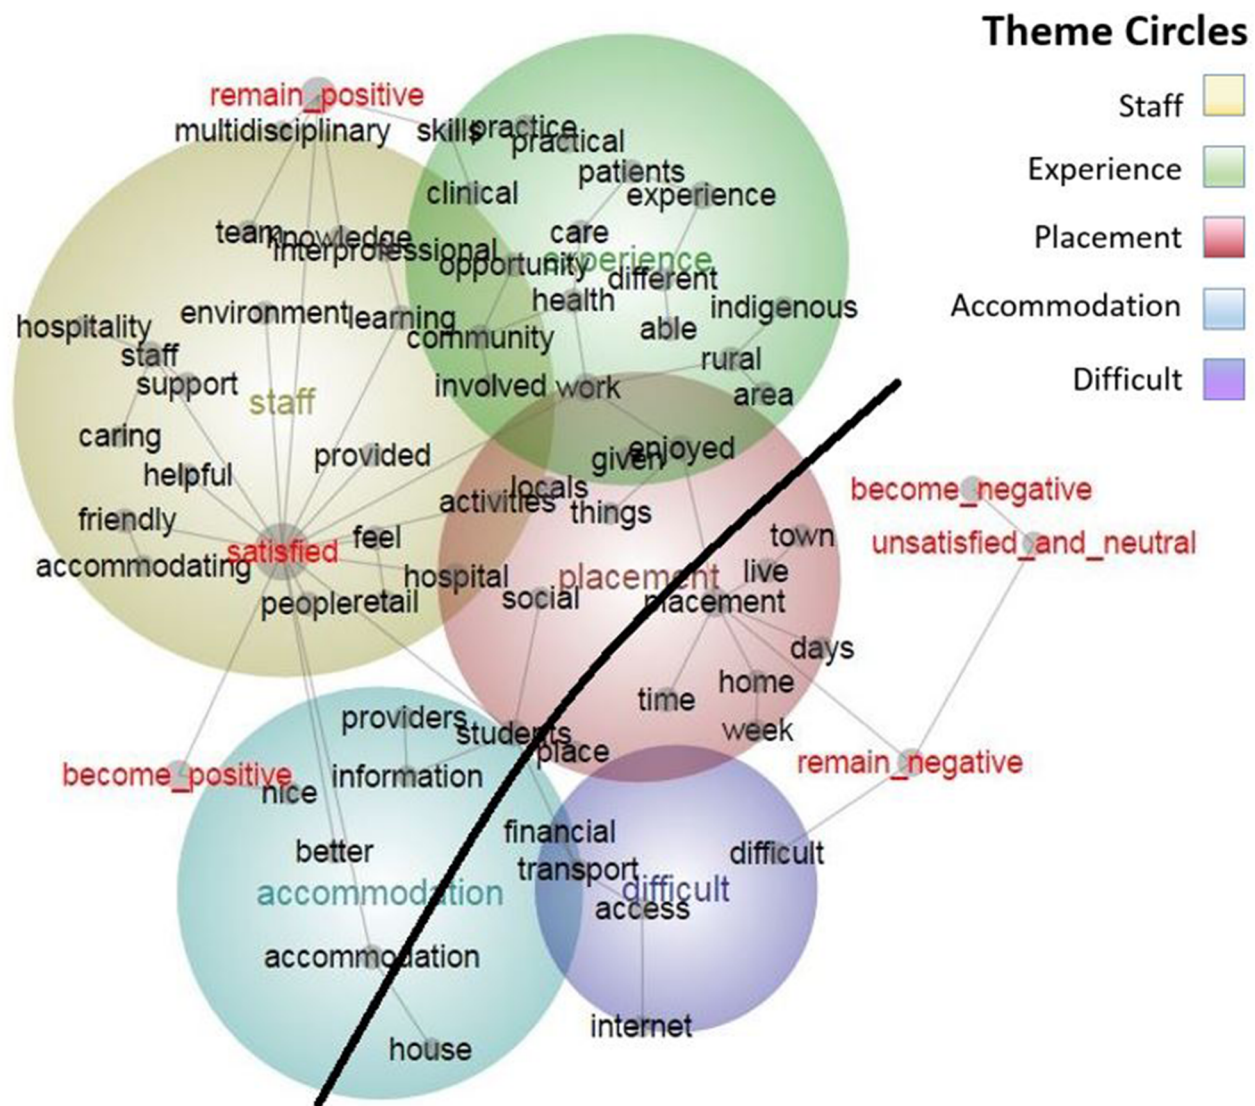 Theme Circles
Staff
Experience
Placement
Accommodation
Difficult
remain_positive
multidisciplinary
skills
practice
practical
patients
clinical
experience
team
knowledge
interprofessional
care
opportunity
experience
different
health
indigenous
environment
learning
hospitality
community
able
staff
rural
support
involved
work
area
staff
caring
provided
given
enjoyed
helpful
locals
activities
things
become_negative
friendly
feel
town
unsatisfied_and_neutral
satisfied
accommodating
hospital
placement
live
people
retail
social
placement
days
home
time
providers
students
week
place
become_positive
information
remain_negative
nice
financial
better
difficult
transport
accommodation
difficult
access
accommodation
internet
house